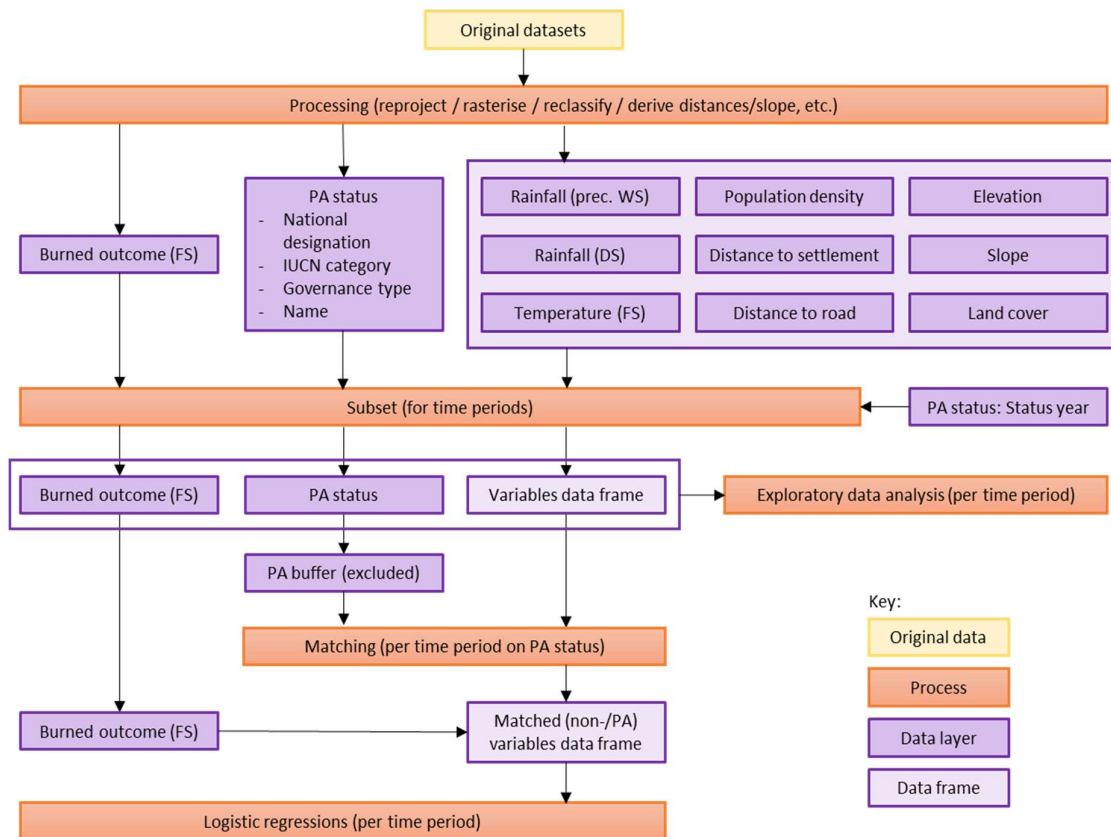 Original datasets
Processing (reproject / rasterise / reclassify / derive distances/slope, etc.)
PA status
- National
designation
- IUCN category
- Governance type
- Name
Burned outcome (FS)
Rainfall (prec. WS)
Population density
Elevation
Rainfall (DS)
Distance to settlement
Slope
Temperature (FS)
Distance to road
Land cover
Subset (for time periods)
PA status: Status year
Burned outcome (FS)
PA status
Variables data frame
Exploratory data analysis (per time period)
PA buffer (excluded)
Matching (per time period on PA status)
Burned outcome (FS)
Matched (non-/PA)
variables data frame
Logistic regressions (per time period)
Key:
Original data
Process
Data layer
Data frame